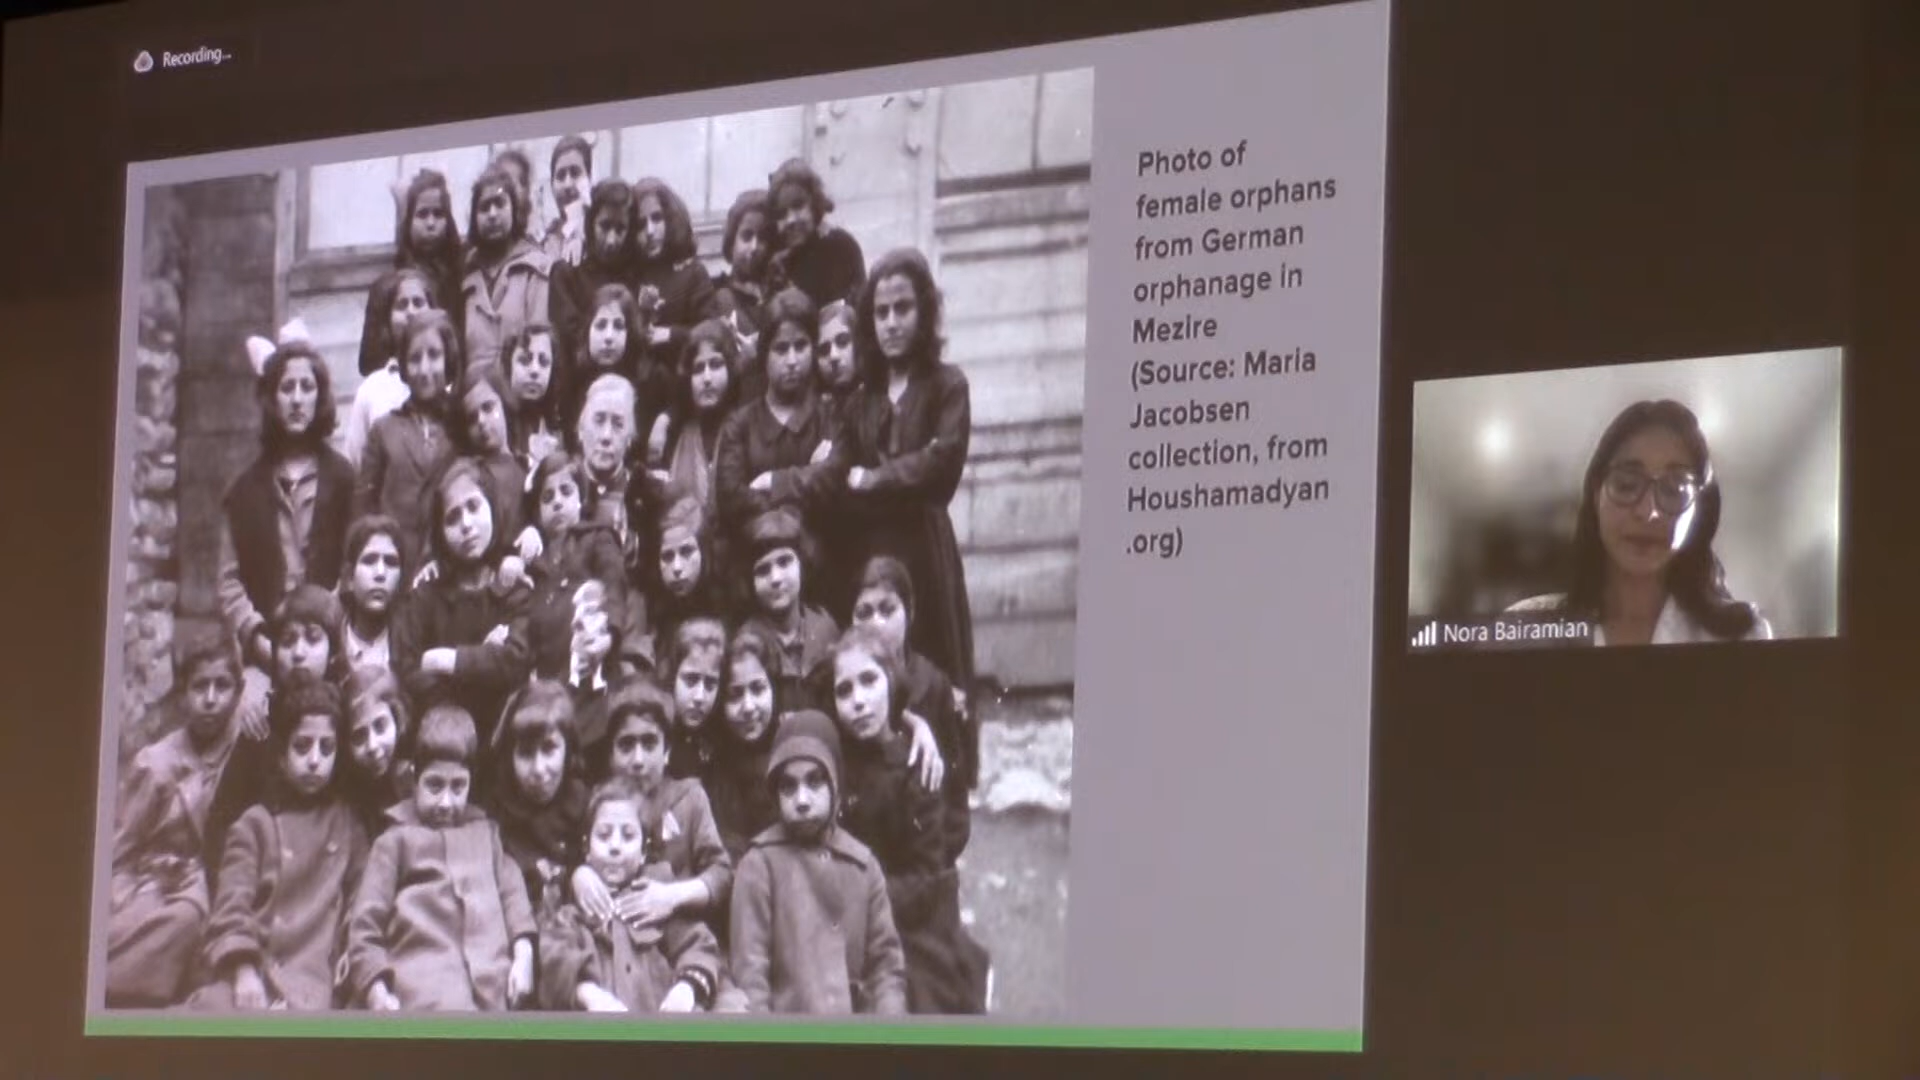 Recording...
Photo of
female orphans
from German
orphanage in
Mezire
(Source: Maria
Jacobsen
collection, from
Houshamadyan
.org)
Nora Bairamian